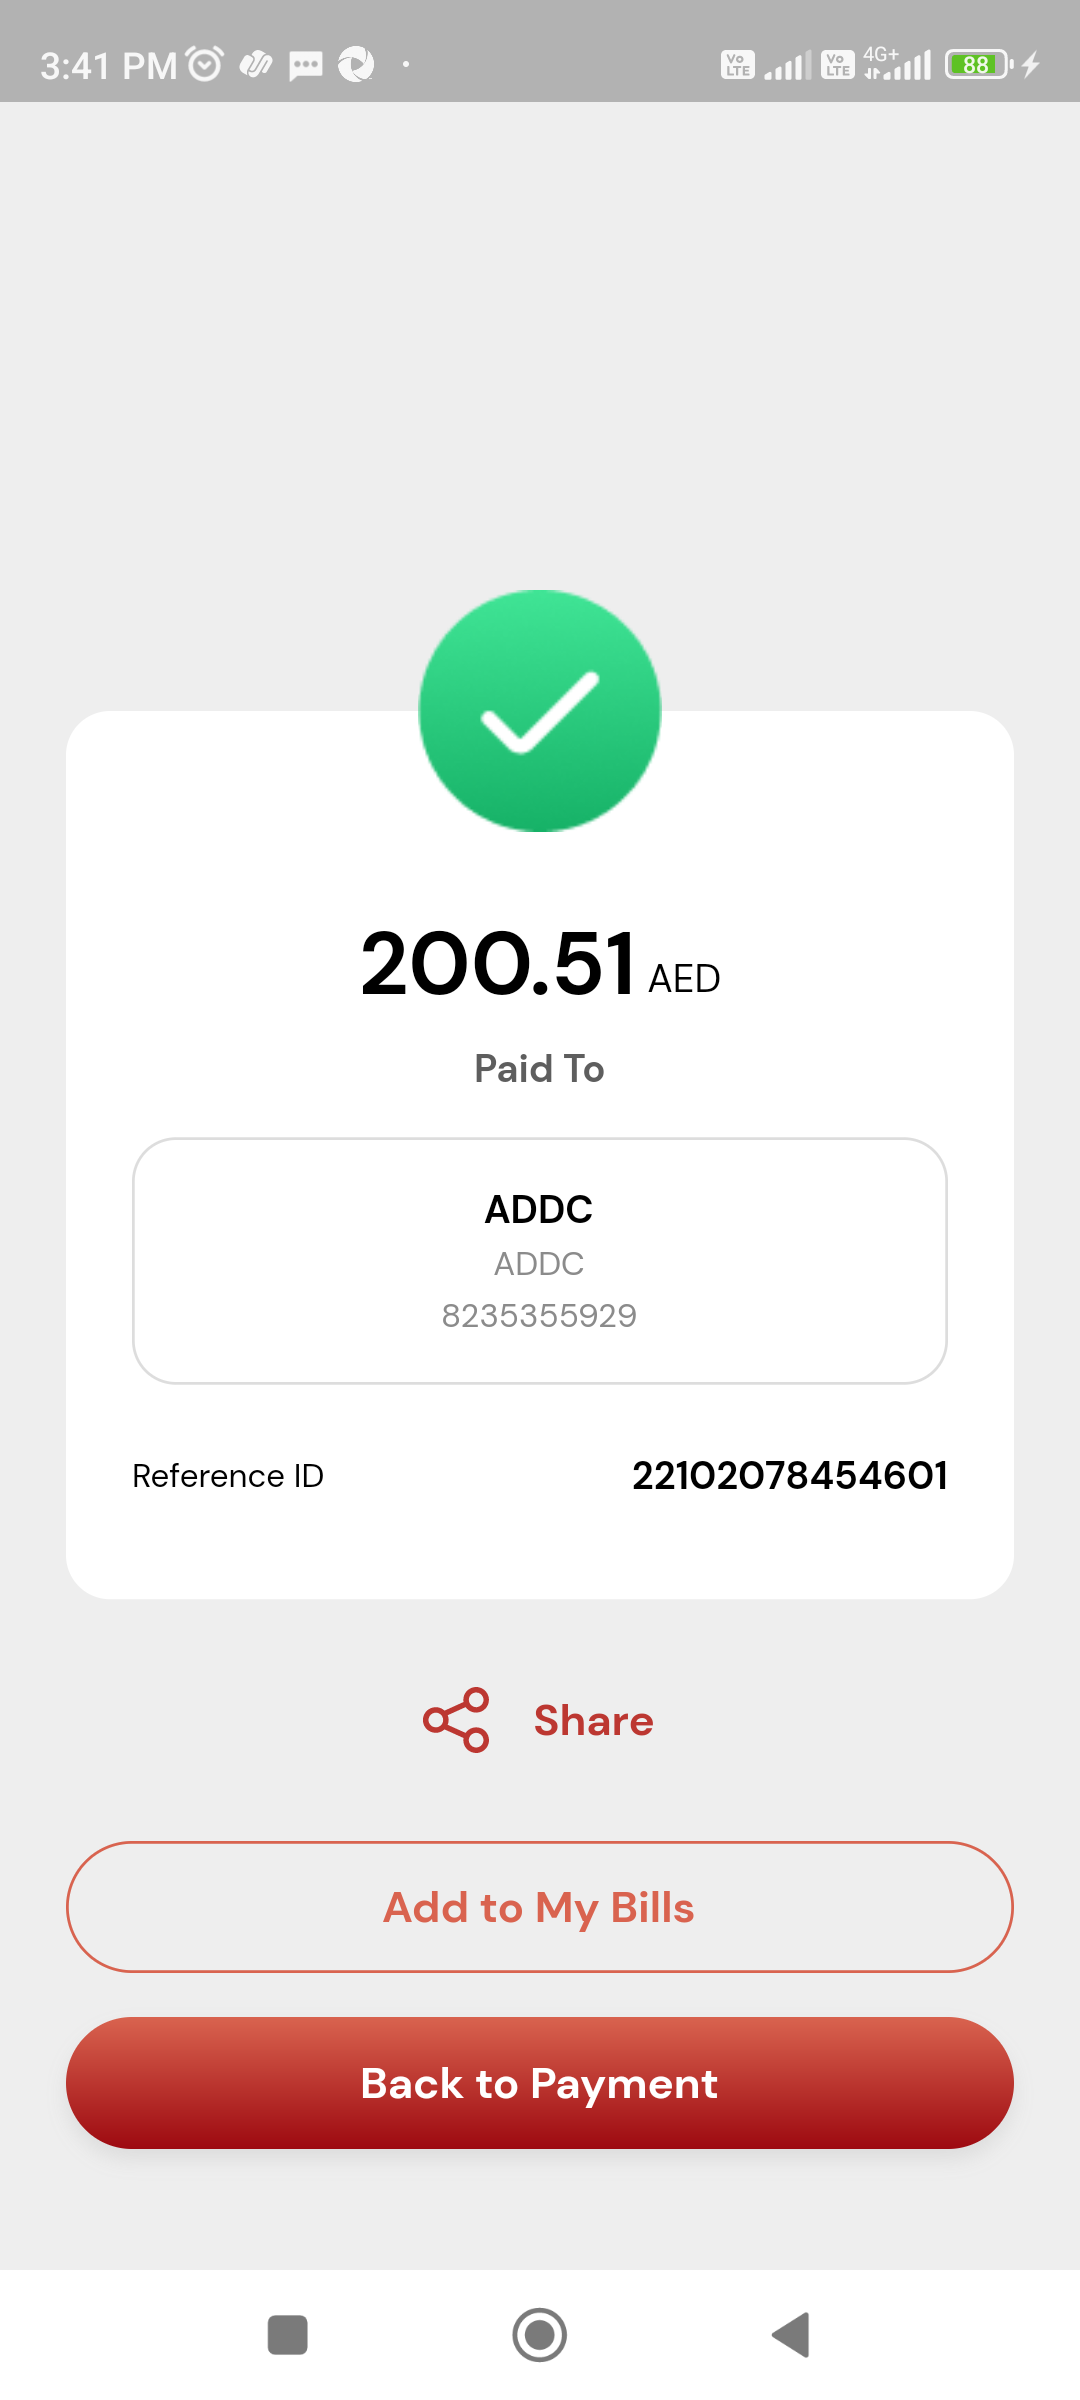 3:41 PM
Vo LTE
Vo LTE
4G+
88
200.51 AED
Paid To
ADDC
ADDC
8235355929
Reference ID 22102078454601
Share
Add to My Bills
Back to Payment